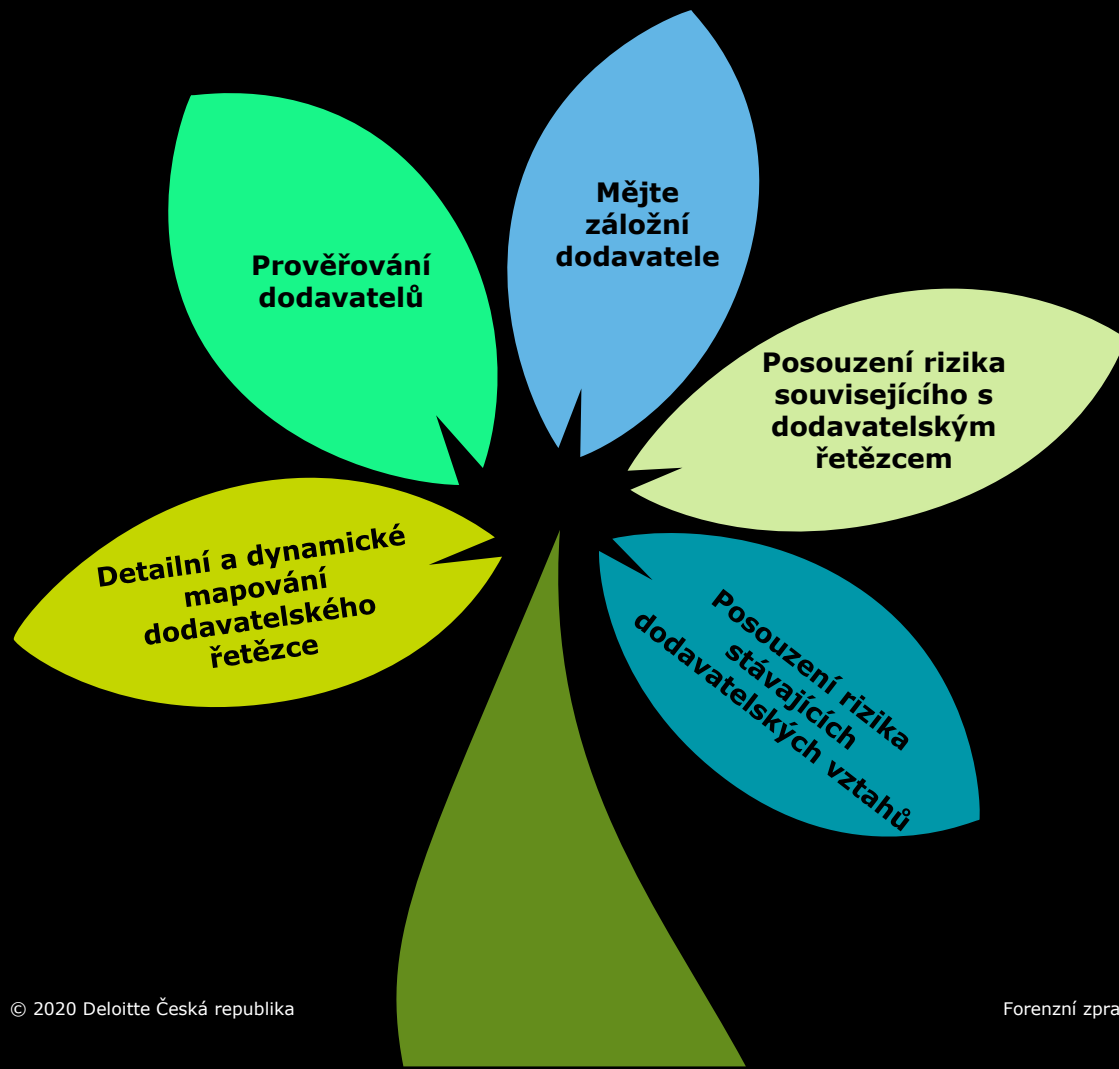 Mějte
záložní
dodavatele
Prověřování
dodavatelů
Posouzení rizika
souvisejícího s
dodavatelským
řetězcem
Detailní a dynamické
mapování
dodavatelského
řetězce
Posouzení rizika
stávajících
dodavatelských vztahů
© 2020 Deloitte Česká republika
Forenzní zpra